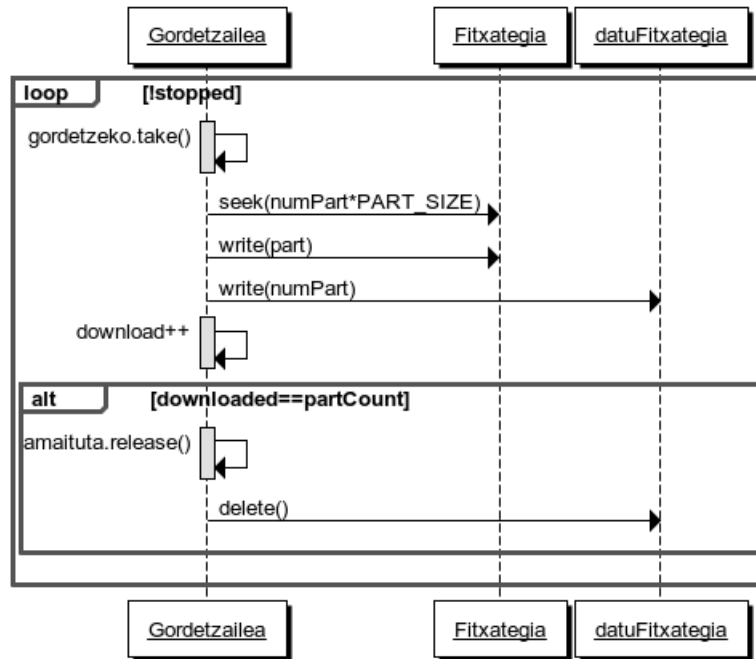 Gordetzailea Fitxategia datuFitxategia
loop [!stopped]
gordetzeko.take()
seek(numPart*PART_SIZE)
write(part)
write(numPart)
download++
alt [downloaded==partCount]
amaituta.release()
delete()
Gordetzailea Fitxategia datuFitxategia